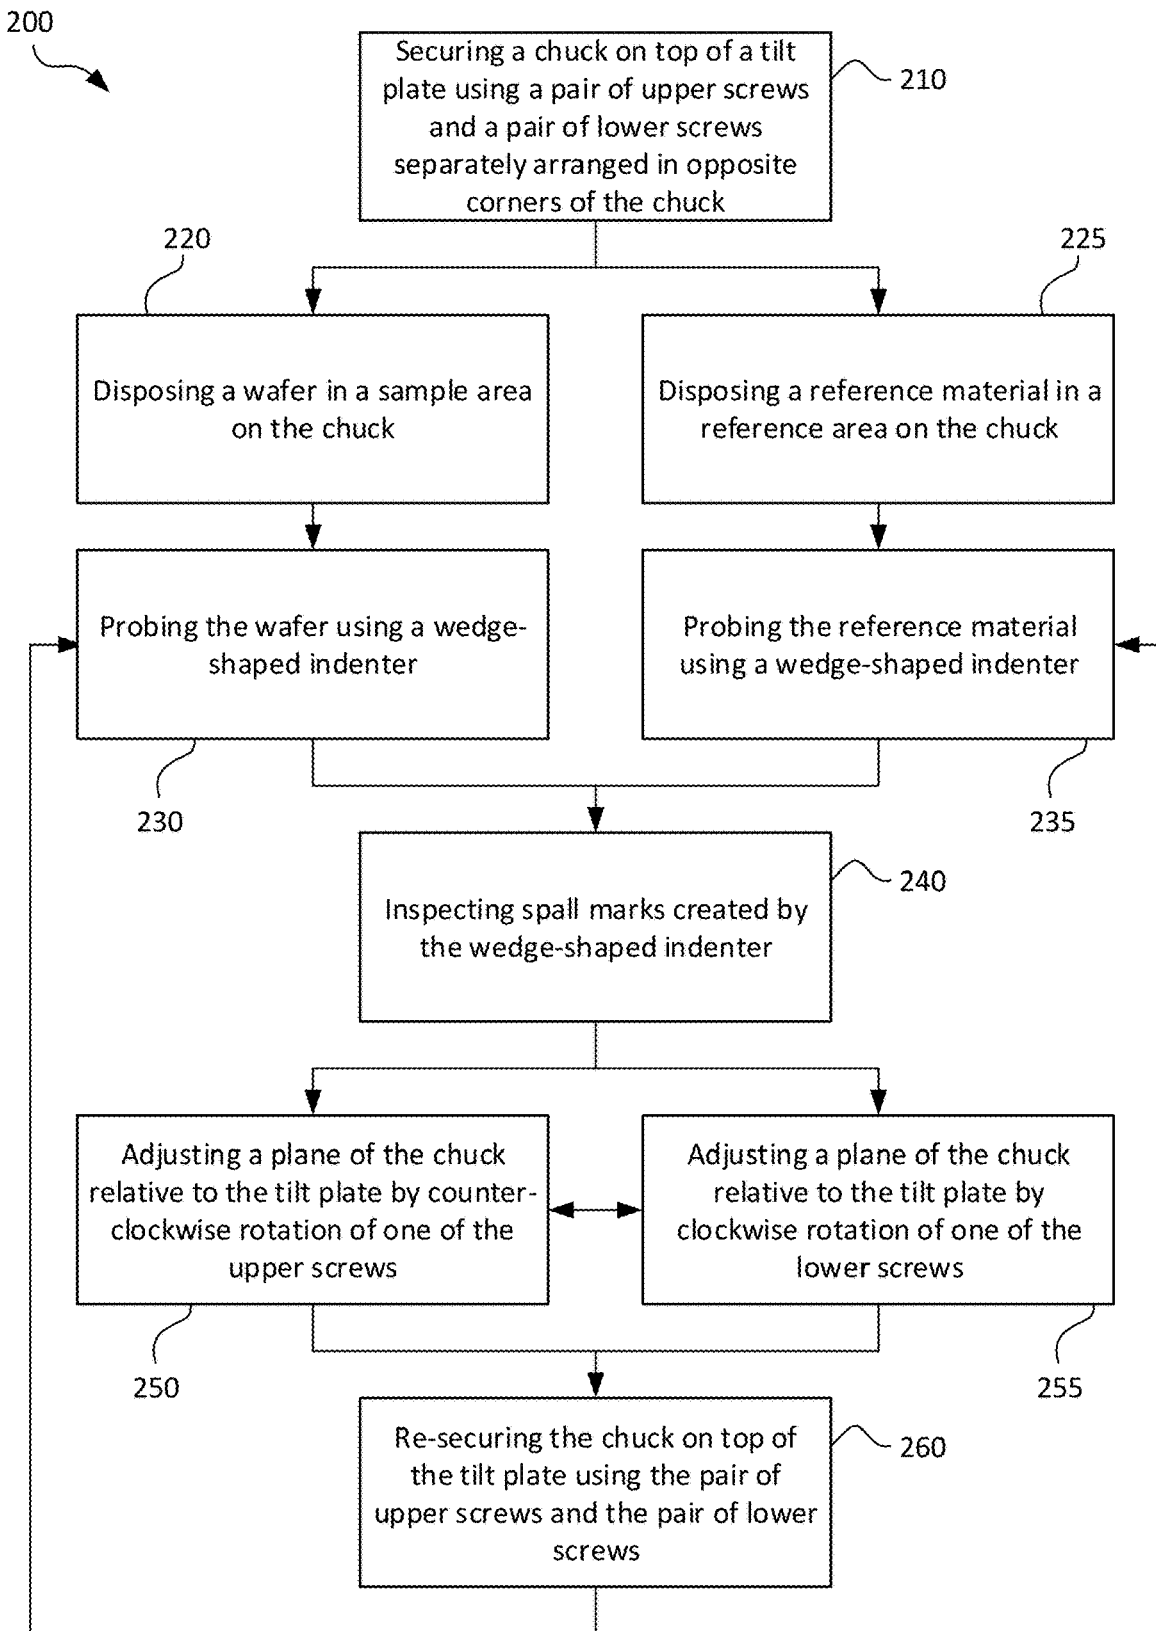 200
Securing a chuck on top of a tilt
plate using a pair of upper screws
and a pair of lower screws
separately arranged in opposite
corners of the chuck
210
220
225
Disposing a wafer in a sample area
on the chuck
Disposing a reference material in a
reference area on the chuck
Probing the wafer using a wedge-
shaped indenter
Probing the reference material
using a wedge-shaped indenter
230
235
240
Inspecting spall marks created by
the wedge-shaped indenter
Adjusting a plane of the chuck
relative to the tilt plate by counter-
clockwise rotation of one of the
upper screws
Adjusting a plane of the chuck
relative to the tilt plate by
clockwise rotation of one of the
lower screws
250
255
Re-securing the chuck on top of
the tilt plate using the pair of
upper screws and the pair of lower
screws
260